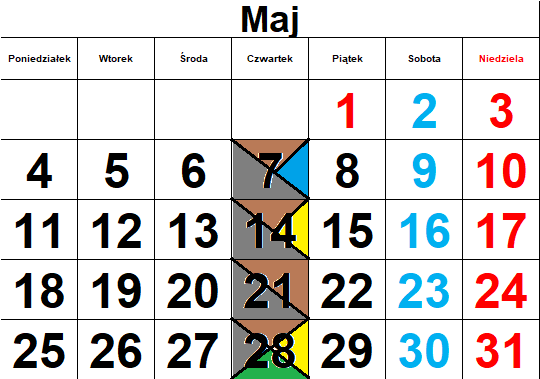 Maj
Poniedziałek Wtorek Środa Czwartek Piątek Sobota Niedziela
1 2 3
4 5 6 7 8 9 10
11 12 13 14 15 16 17
18 19 20 21 22 23 24
25 26 27 28 29 30 31